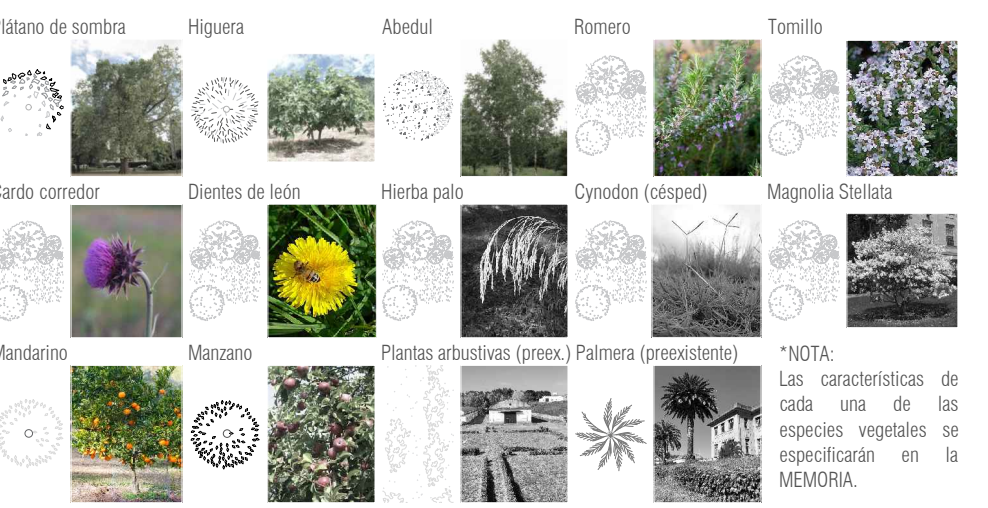 látano de sombra Higuera Abedul Romero Tomillo
ardo corredor Dientes de león Hierba palo Cynodon (césped) Magnolia Stellata
Mandarino Manzano Plantas arbustivas (preex.) Palmera (preexistente)
*NOTA:
Las características de
cada una de las
especies vegetales se
especificarán en la
MEMORIA.